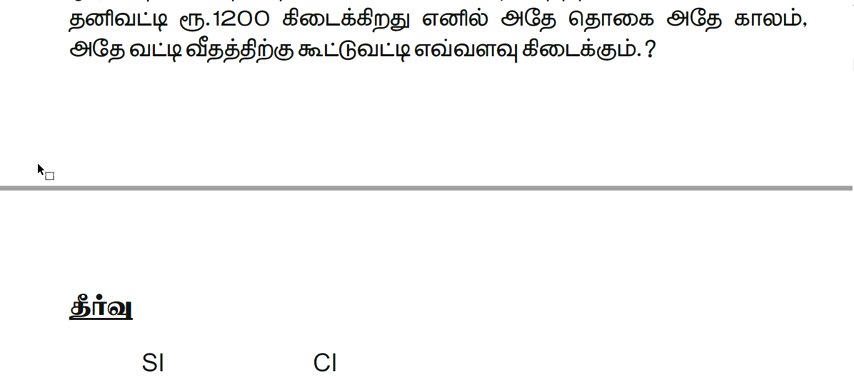 தனிவட்டி ரூ.1200 கிடைக்கிறது எனில் அதே தொகை அதே காலம்,
அதே வட்டி வீதத்திற்கு கூட்டுவட்டி எவ்வளவு கிடைக்கும்.?
தீர்வு
SI CI